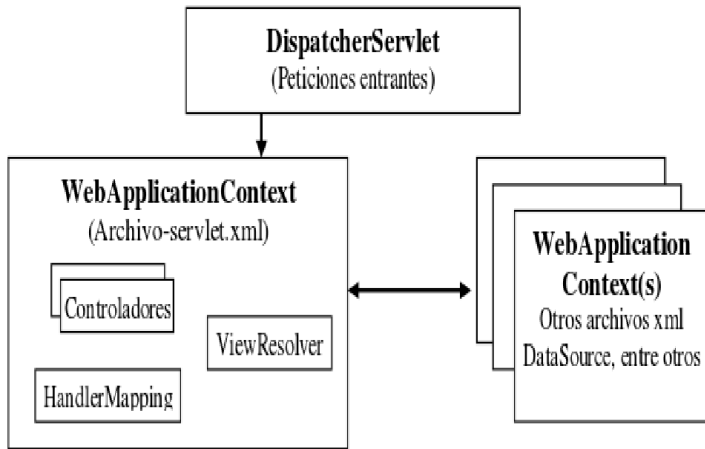 DispatcherServlet
(Peticiones entrantes)
WebApplicationContext
(Archivo-servlet.xml)
Controladores
ViewResolver
HandlerMapping
WebApplication
Context(s)
Otros archivos xml
DataSource, entre otros